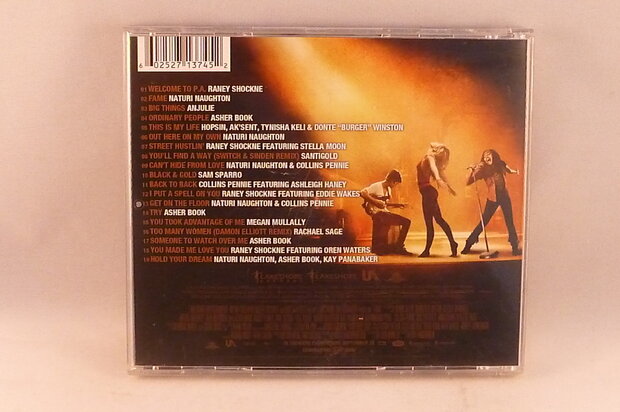 6 02527 13745 2
01 WELCOME TO P.A. RANEY SHOCKNE
02 FAME NATURI NAUGHTON
03 BIG THINGS ANJULIE
04 ORDINARY PEOPLE ASHER BOOK
05 THIS IS MY LIFE HOPSIN, AK'SENT, TYNISHA KELI & DONTE "BURGER" WINSTON
06 OUT HERE ON MY OWN NATURI NAUGHTON
07 STREET HUSTLIN' RANEY SHOCKNE FEATURING STELLA MOON
08 YOU'LL FIND A WAY (SWITCH & SINDEN REMIX) SANTIGOLD
09 CAN'T HIDE FROM LOVE NATURI NAUGHTON & COLLINS PENNIE
10 BLACK & GOLD SAM SPARRO
11 BACK TO BACK COLLINS PENNIE FEATURING ASHLEIGH HANEY
12 I PUT A SPELL ON YOU RANEY SHOCKNE FEATURING EDDIE WAKES
13 GET ON THE FLOOR NATURI NAUGHTON & COLLINS PENNIE
14 TRY ASHER BOOK
15 YOU TOOK ADVANTAGE OF ME MEGAN MULLALLY
16 TOO MANY WOMEN (DAMON ELLIOTT REMIX) RACHAEL SAGE
17 SOMEONE TO WATCH OVER ME ASHER BOOK
18 YOU MADE ME LOVE YOU RANEY SHOCKNE FEATURING OREN WATERS
19 HOLD YOUR DREAM NATURI NAUGHTON, ASHER BOOK, KAY PANABAKER
LAKESHORE LAKESHORE UA